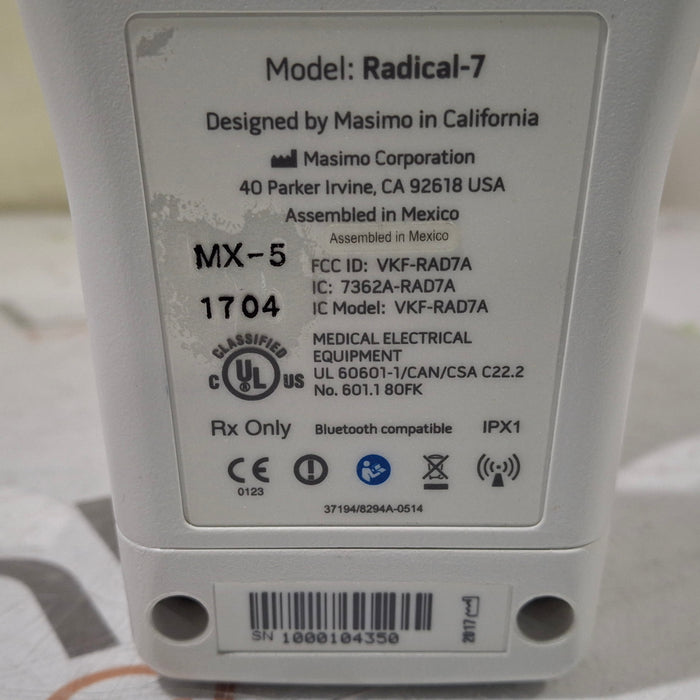 Model: Radical-7
Designed by Masimo in California
Masimo Corporation
40 Parker Irvine, CA 92618 USA
Assembled in Mexico
Assembled in Mexico
MX-5
1704
FCC ID: VKF-RAD7A
IC: 7362A-RAD7A
IC Model: VKF-RAD7A
CLASSIFIED
C UL US
®
MEDICAL ELECTRICAL
EQUIPMENT
UL 60601-1/CAN/CSA C22.2
No. 601.1 80FK
Rx Only
Bluetooth compatible
IPX1
CE
0123
37194/8294A-0514
SN 1000104350
2017